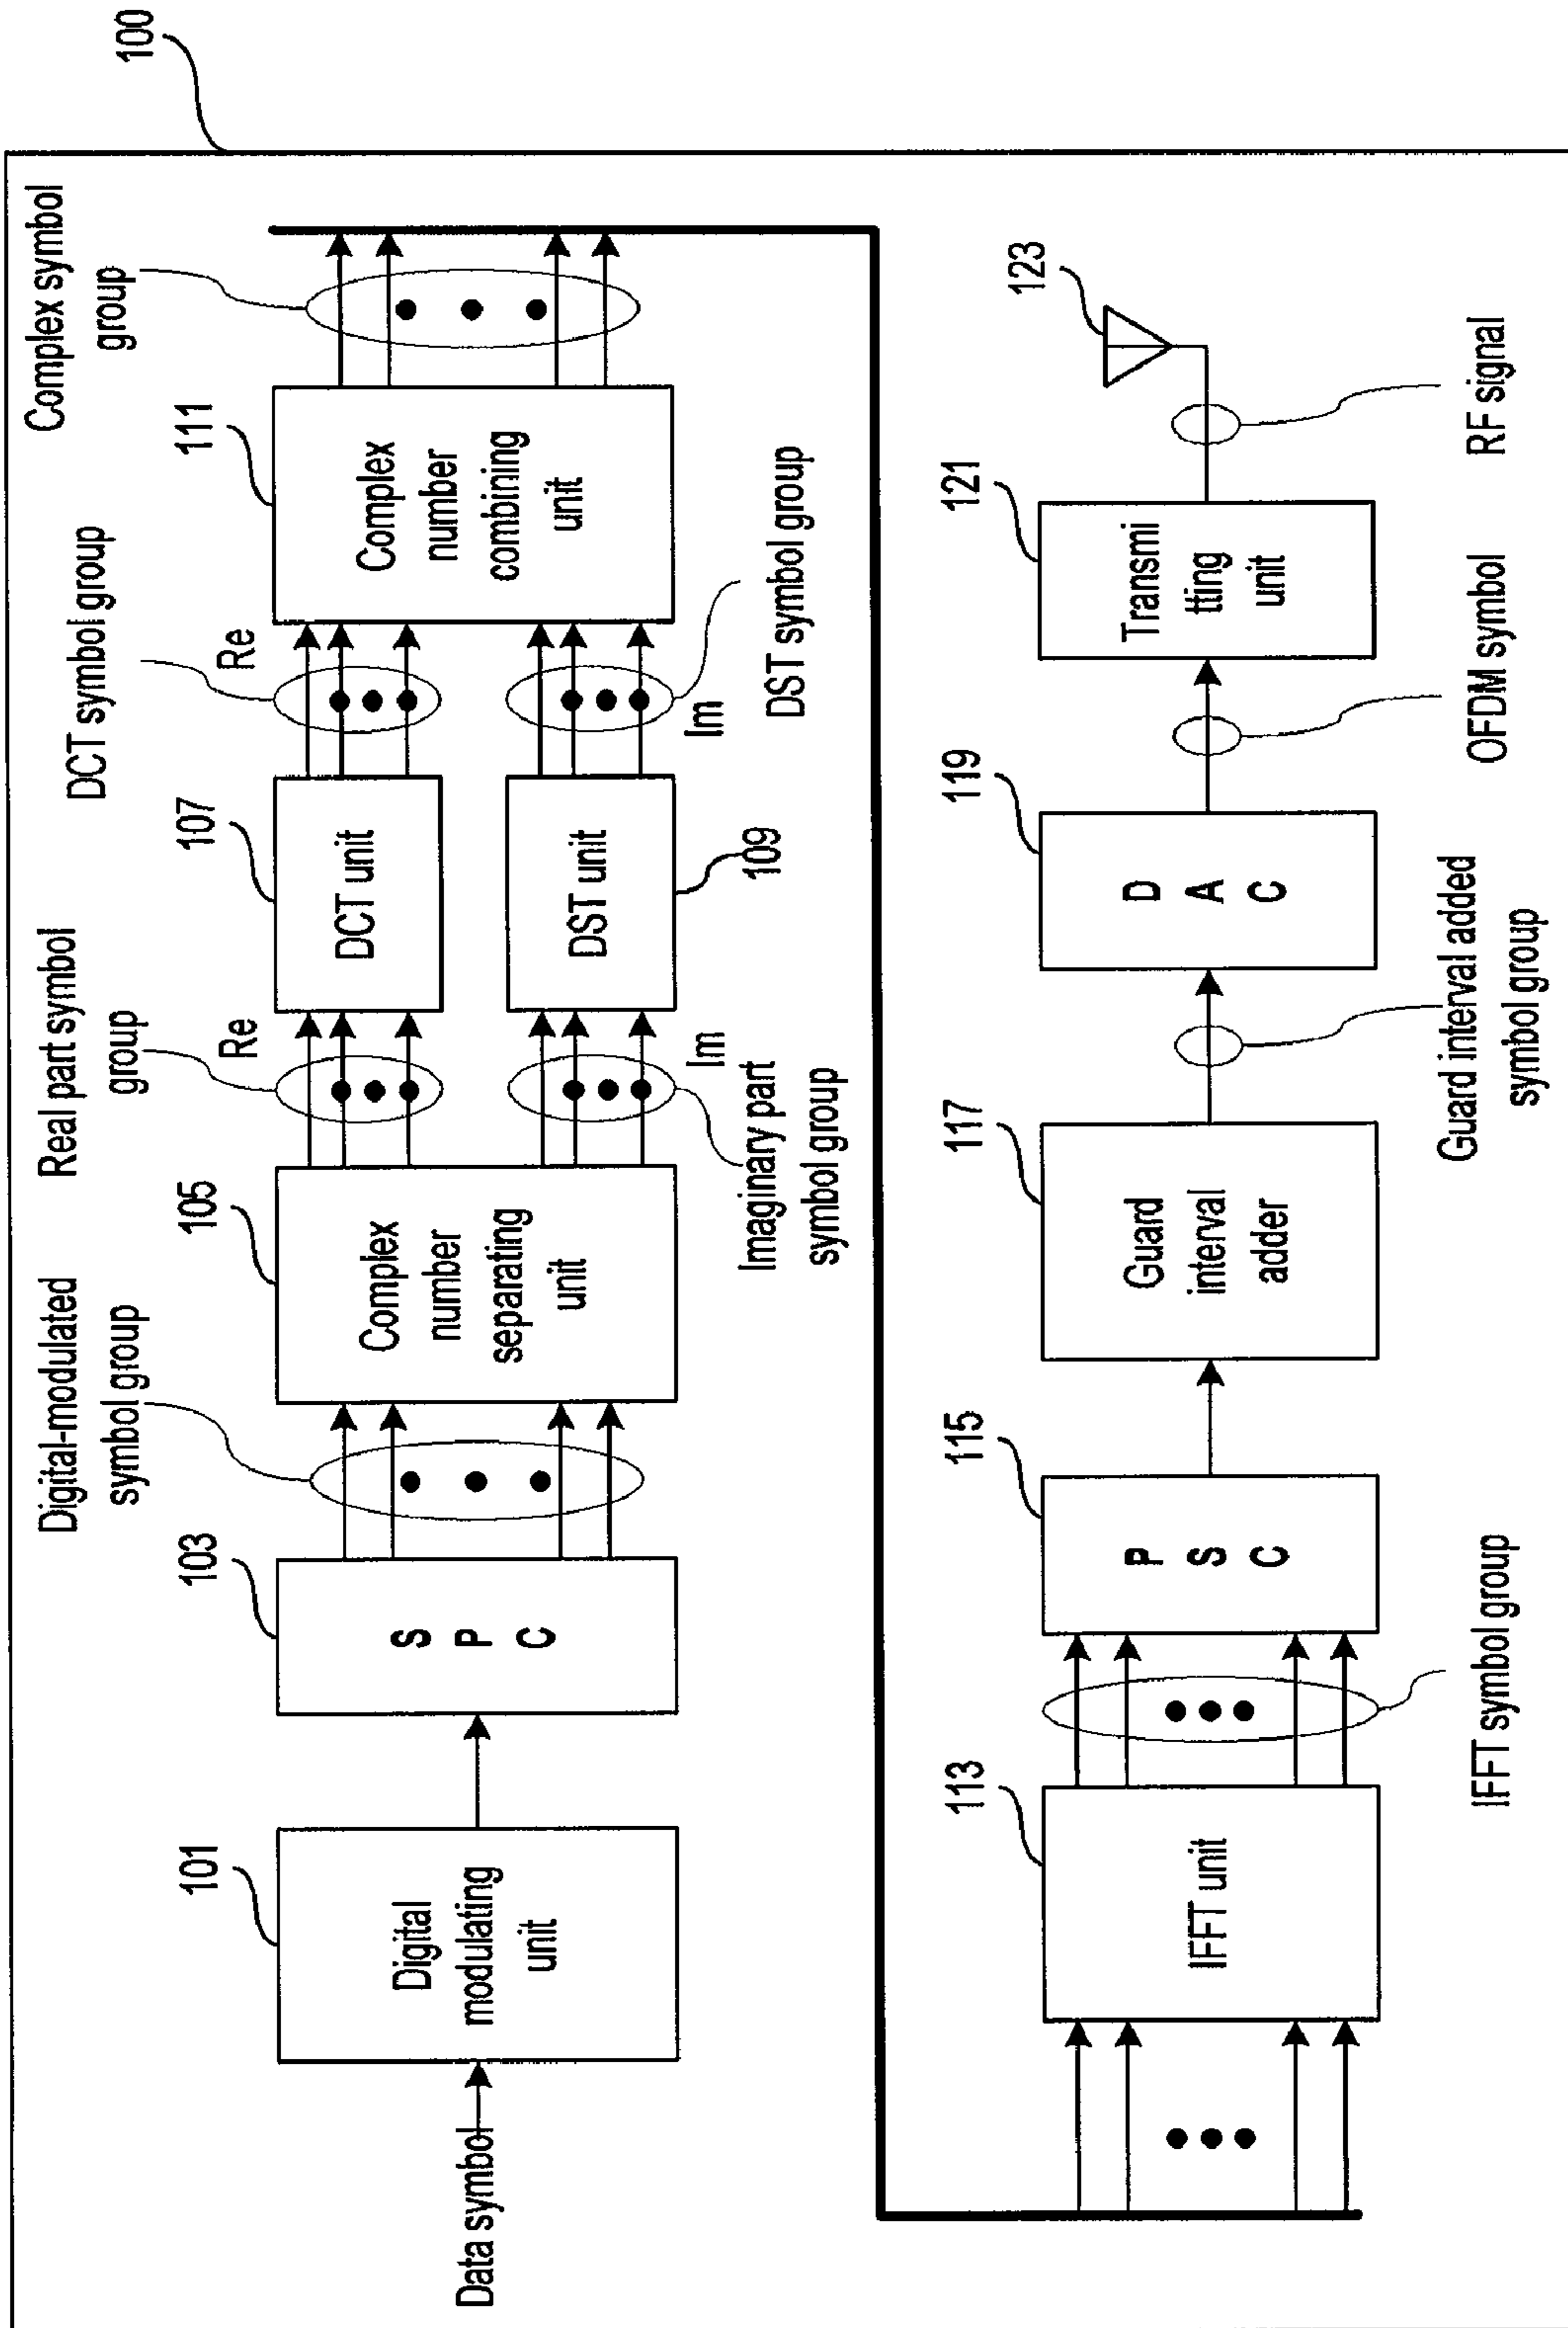 100
Data symbol
101
Digital
modulating
unit
103
S
P
C
Digital-modulated
symbol group
105
Complex
number
separating
unit
Real part symbol
group
Re
Im
Imaginary part
symbol group
107
DCT unit
DST unit
109
DCT symbol group
Re
Im
DST symbol group
111
Complex
number
combining
unit
Complex symbol
group
113
IFFT unit
IFFT symbol group
115
P
S
C
117
Guard
interval
adder
Guard interval added
symbol group
119
D
A
C
OFDM symbol
121
Transmi
tting
unit
RF signal
123